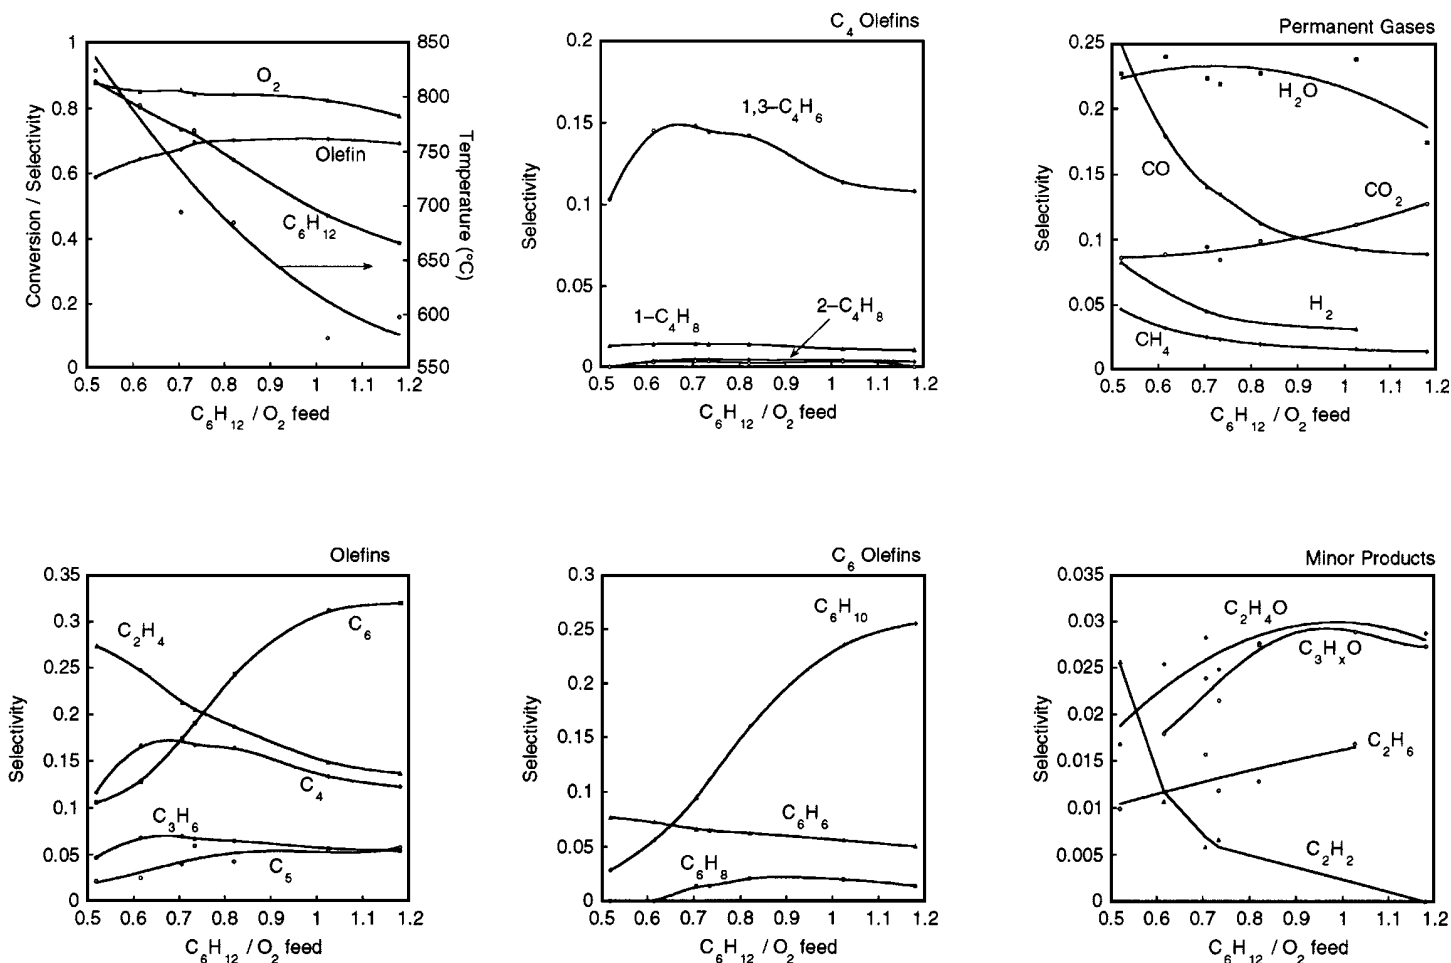 1
0.8
0.6
0.4
0.2
0
Conversion / Selectivity
850
800
750
700
650
600
550
Temperature (°C)
O₂
Olefin
C₆H₁₂
0.5 0.6 0.7 0.8 0.9 1 1.1 1.2
C₆H₁₂ / O₂ feed
C₄ Olefins
0.2
0.15
0.1
0.05
0
Selectivity
1,3–C₄H₆
1–C₄H₈
2–C₄H₈
0.5 0.6 0.7 0.8 0.9 1 1.1 1.2
C₆H₁₂ / O₂ feed
Permanent Gases
0.25
0.2
0.15
0.1
0.05
0
Selectivity
H₂O
CO
CO₂
H₂
CH₄
0.5 0.6 0.7 0.8 0.9 1 1.1 1.2
C₆H₁₂ / O₂ feed
Olefins
0.35
0.3
0.25
0.2
0.15
0.1
0.05
0
Selectivity
C₂H₄
C₆
C₄
C₃H₆
C₅
0.5 0.6 0.7 0.8 0.9 1 1.1 1.2
C₆H₁₂ / O₂ feed
C₆ Olefins
0.3
0.25
0.2
0.15
0.1
0.05
0
Selectivity
C₆H₁₀
C₆H₆
C₆H₈
0.5 0.6 0.7 0.8 0.9 1 1.1 1.2
C₆H₁₂ / O₂ feed
Minor Products
0.035
0.03
0.025
0.02
0.015
0.01
0.005
0
Selectivity
C₂H₄O
C₃HₓO
C₂H₆
C₂H₂
0.5 0.6 0.7 0.8 0.9 1 1.1 1.2
C₆H₁₂ / O₂ feed